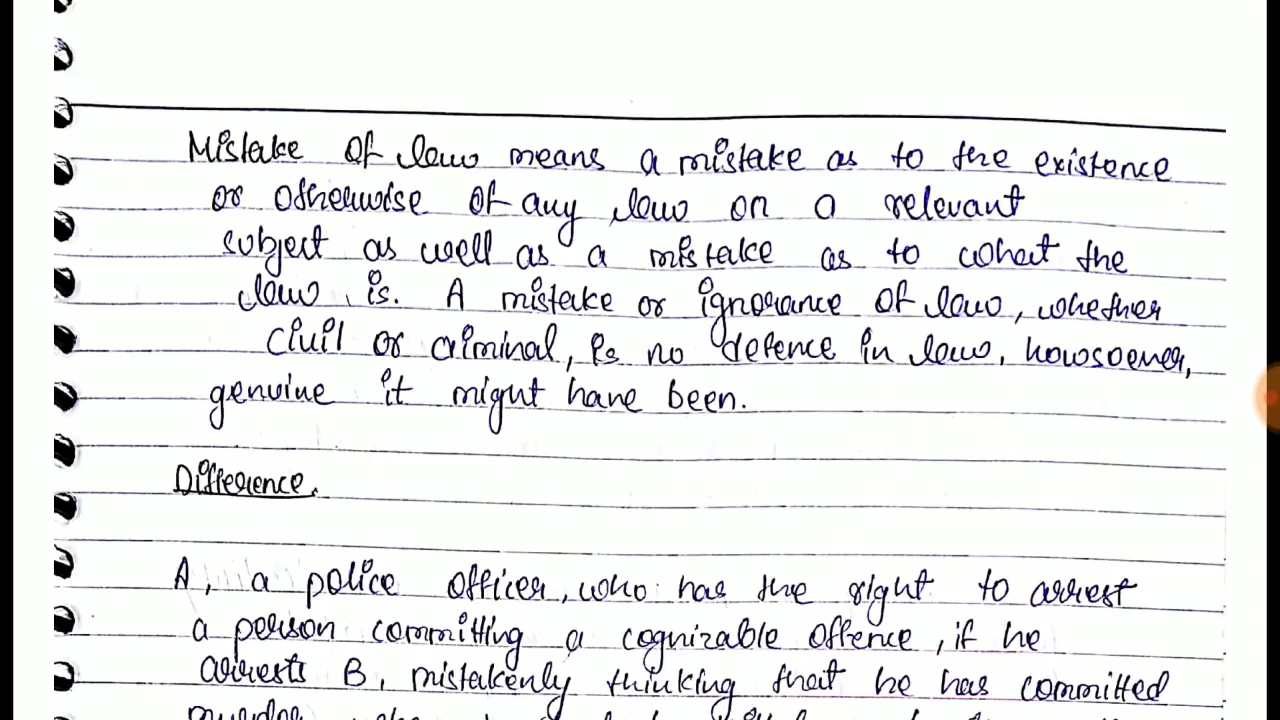 Mistake of law means a mistake as to the existence
or otherwise of any law on a relevant
subject as well as a mistake as to what the
law is. A mistake or ignorance of law, whether
civil or criminal, is no defence in law, howsoever,
genuine it might have been.
Difference.
A, a police officer, who has the right to arrest
a person committing a cognizable offence, if he
arrests B, mistakenly thinking that he has committed